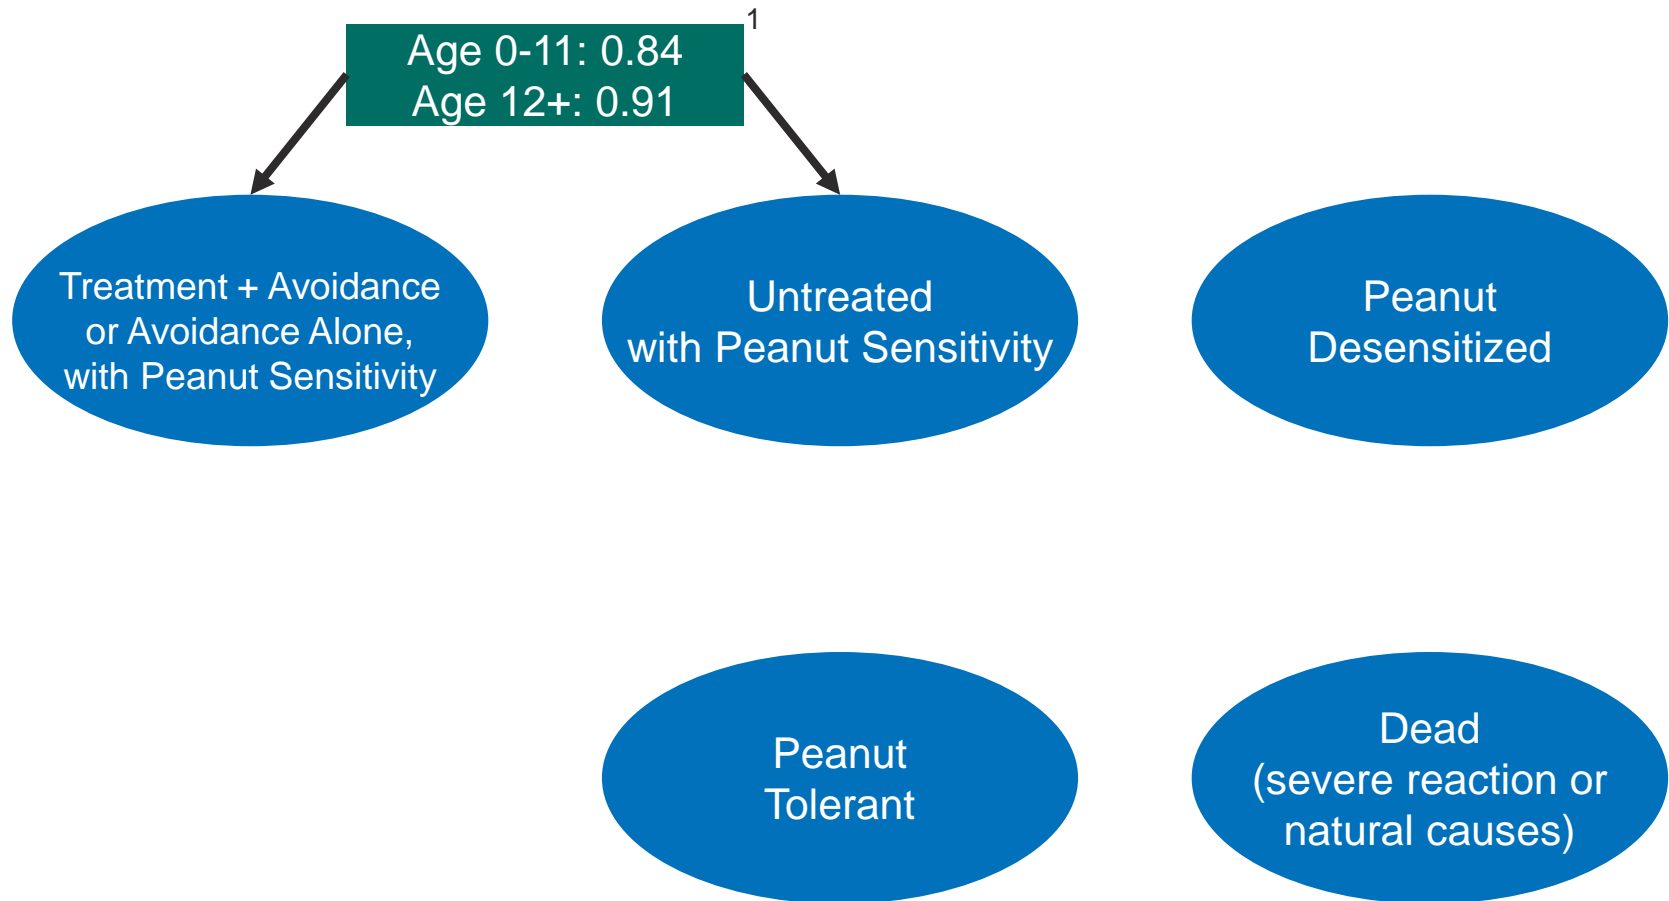 1
Age 0-11: 0.84
Age 12+: 0.91
Treatment + Avoidance
or Avoidance Alone,
with Peanut Sensitivity
Untreated
with Peanut Sensitivity
Peanut
Desensitized
Peanut
Tolerant
Dead
(severe reaction or
natural causes)